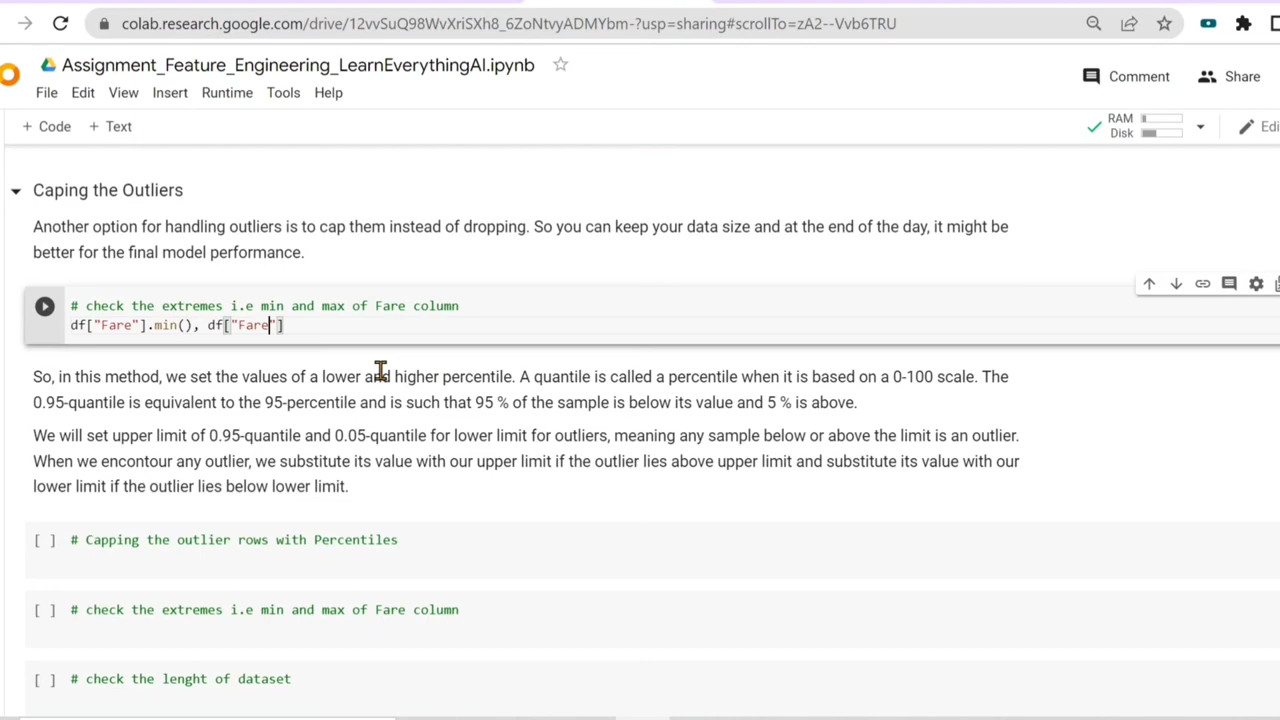 colab.research.google.com/drive/12vvSuQ98WvXriSXh8_6ZoNtvyADMYbm-?usp=sharing#scrollTo=zA2--Vvb6TRU
Assignment_Feature_Engineering_LearnEverythingAI.ipynb
Comment
Share
File Edit View Insert Runtime Tools Help
+ Code + Text
RAM
Disk
Edi
Caping the Outliers
Another option for handling outliers is to cap them instead of dropping. So you can keep your data size and at the end of the day, it might be
better for the final model performance.
# check the extremes i.e min and max of Fare column
df["Fare"].min(), df["Fare"]
So, in this method, we set the values of a lower and higher percentile. A quantile is called a percentile when it is based on a 0-100 scale. The
0.95-quantile is equivalent to the 95-percentile and is such that 95 % of the sample is below its value and 5 % is above.
We will set upper limit of 0.95-quantile and 0.05-quantile for lower limit for outliers, meaning any sample below or above the limit is an outlier.
When we encontour any outlier, we substitute its value with our upper limit if the outlier lies above upper limit and substitute its value with our
lower limit if the outlier lies below lower limit.
[ ] # Capping the outlier rows with Percentiles
[ ] # check the extremes i.e min and max of Fare column
[ ] # check the lenght of dataset